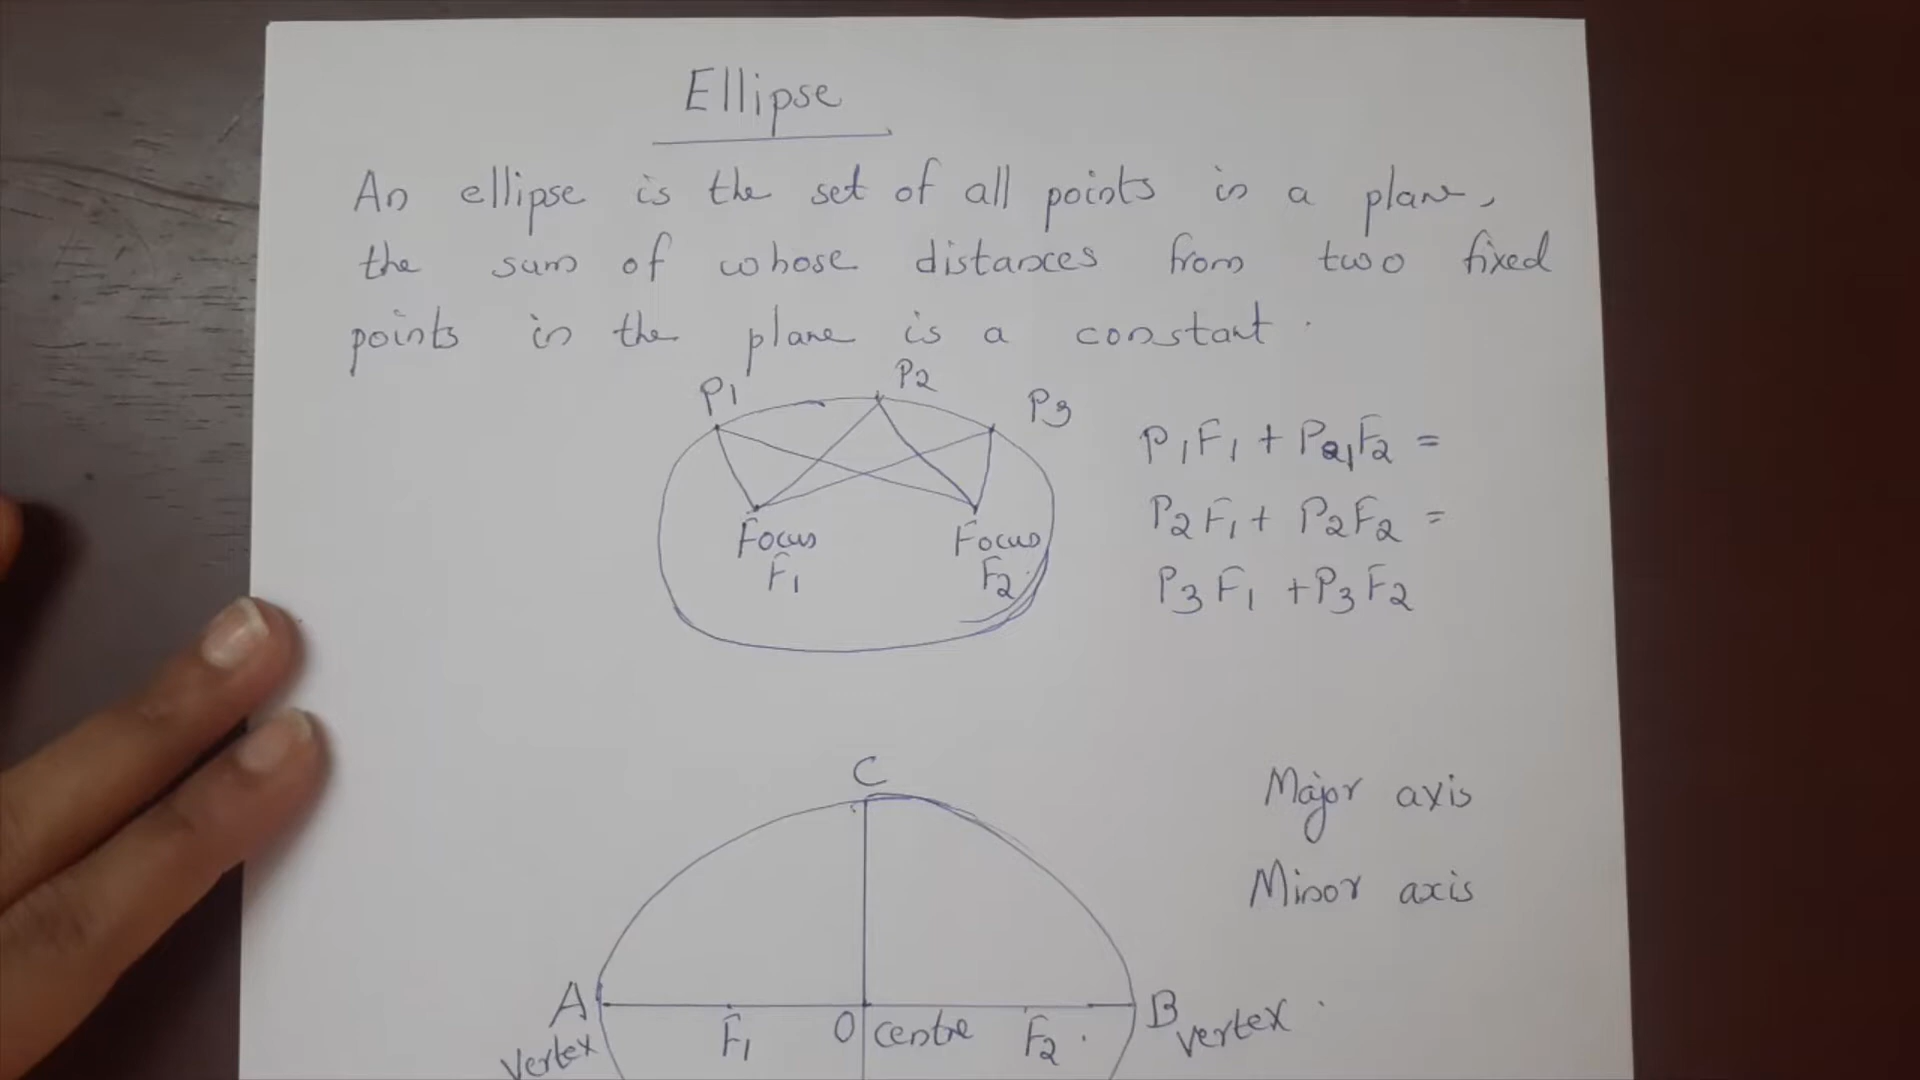 Ellipse
An ellipse is the set of all points in a plane,
the sum of whose distances from two fixed
points in the plane is a constant.
P1
P2
P3
Focus
F1
Focus
F2
P1F1 + P1F2 =
P2F1 + P2F2 =
P3F1 + P3F2
Major axis
Minor axis
C
A
vertex
F1
O centre
F2
B
vertex